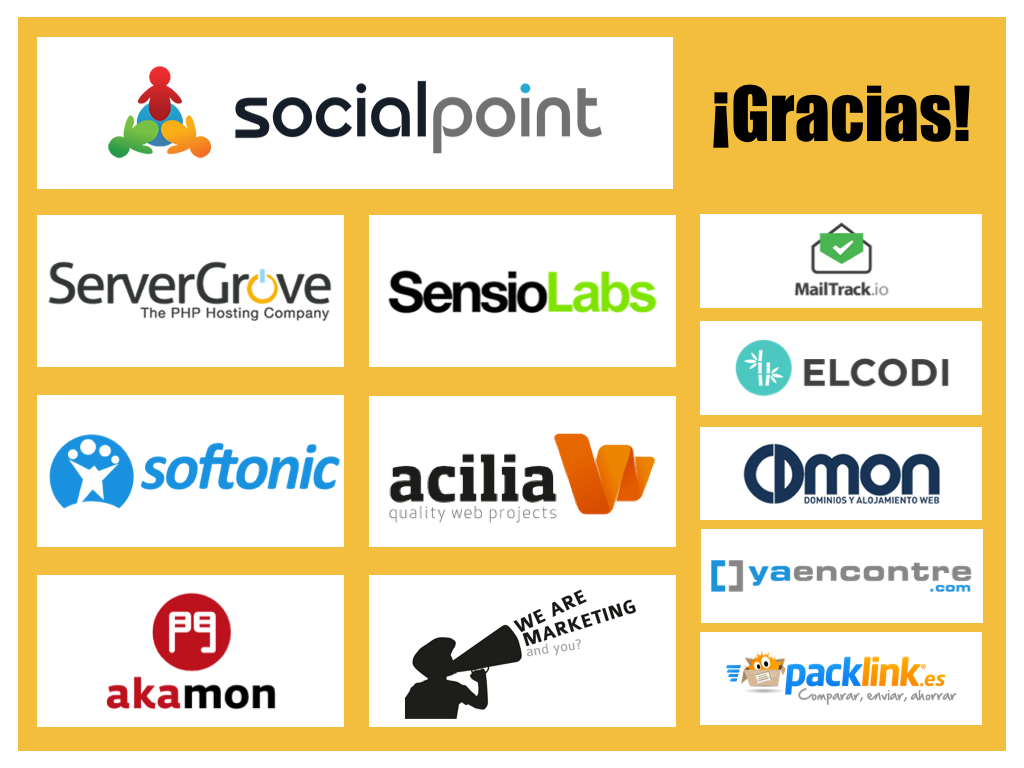 socialpoint
¡Gracias!
ServerGrove
The PHP Hosting Company
SensioLabs
MailTrack.io
ELCODI
softonic
acilia
quality web projects
CDmon
DOMINIOS Y ALOJAMIENTO WEB
yaencontre
.com
akamon
WE ARE
MARKETING
and you?
packlink.es
Comparar, enviar, ahorrar